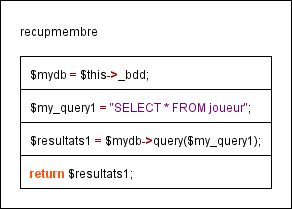 recupmembre
$mydb = $this->_bdd;
$my_query1 = "SELECT * FROM joueur";
$resultats1 = $mydb->query($my_query1);
return $resultats1;